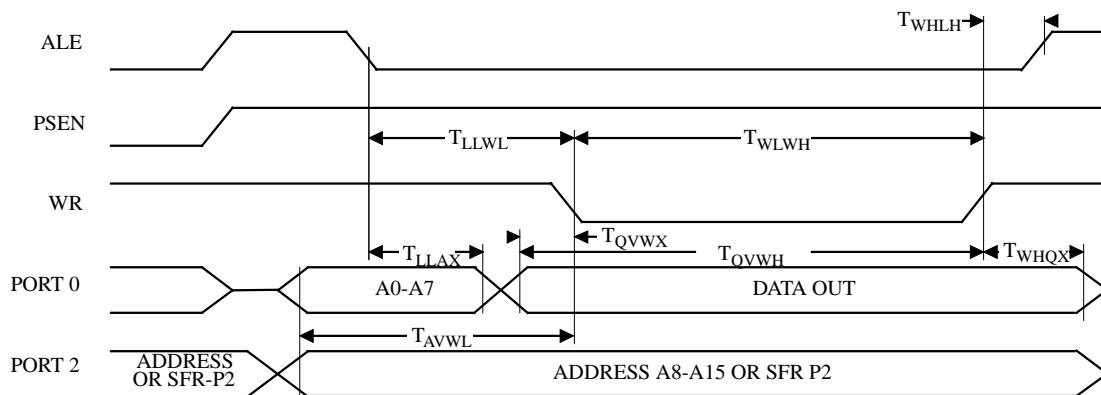 ALE
TWHLH
PSEN
TLLWL
TWLWH
WR
TQVWX
TLLAX
TQVWH
TWHQX
PORT 0
A0-A7
DATA OUT
TAVWL
PORT 2
ADDRESS
OR SFR-P2
ADDRESS A8-A15 OR SFR P2